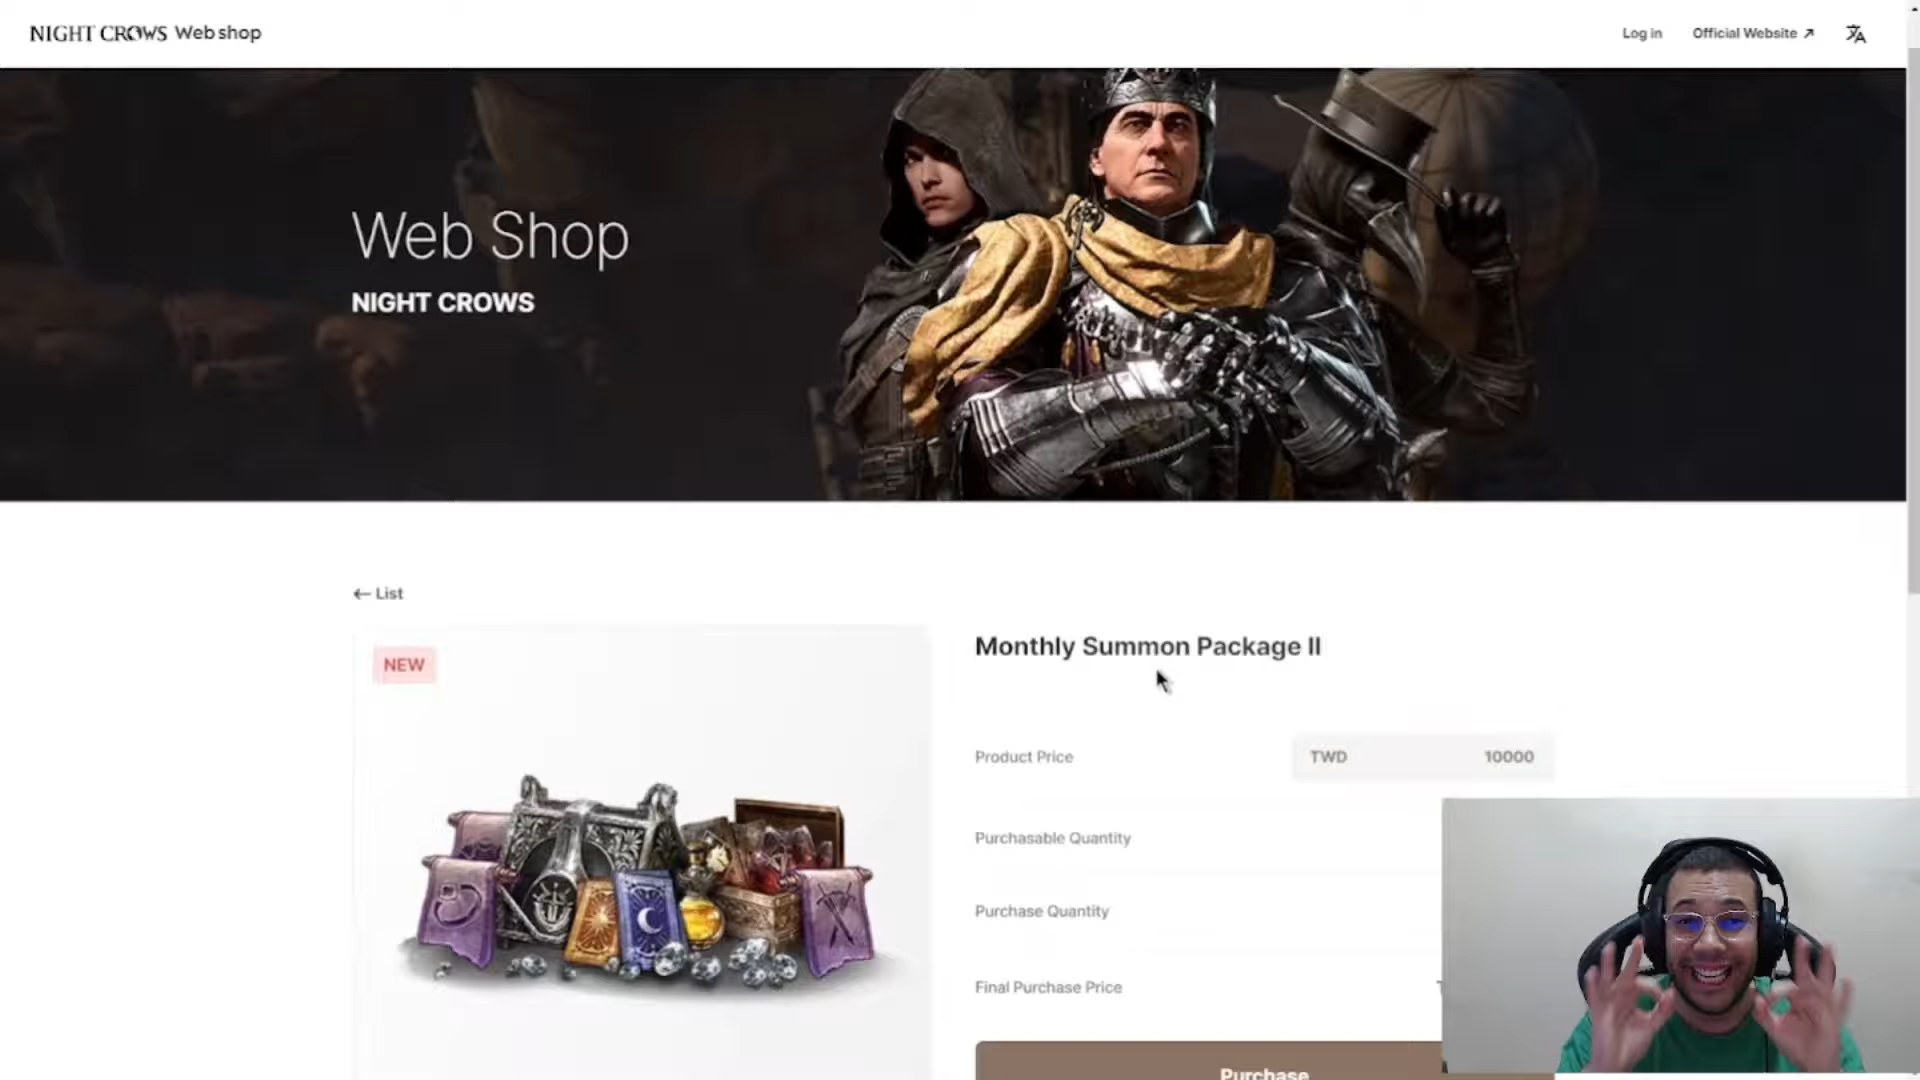 NIGHT CROWS Web shop
Log in
Official Website ↗
Web Shop
NIGHT CROWS
← List
NEW
Monthly Summon Package II
Product Price
TWD 10000
Purchasable Quantity
Purchase Quantity
Final Purchase Price
Purchase